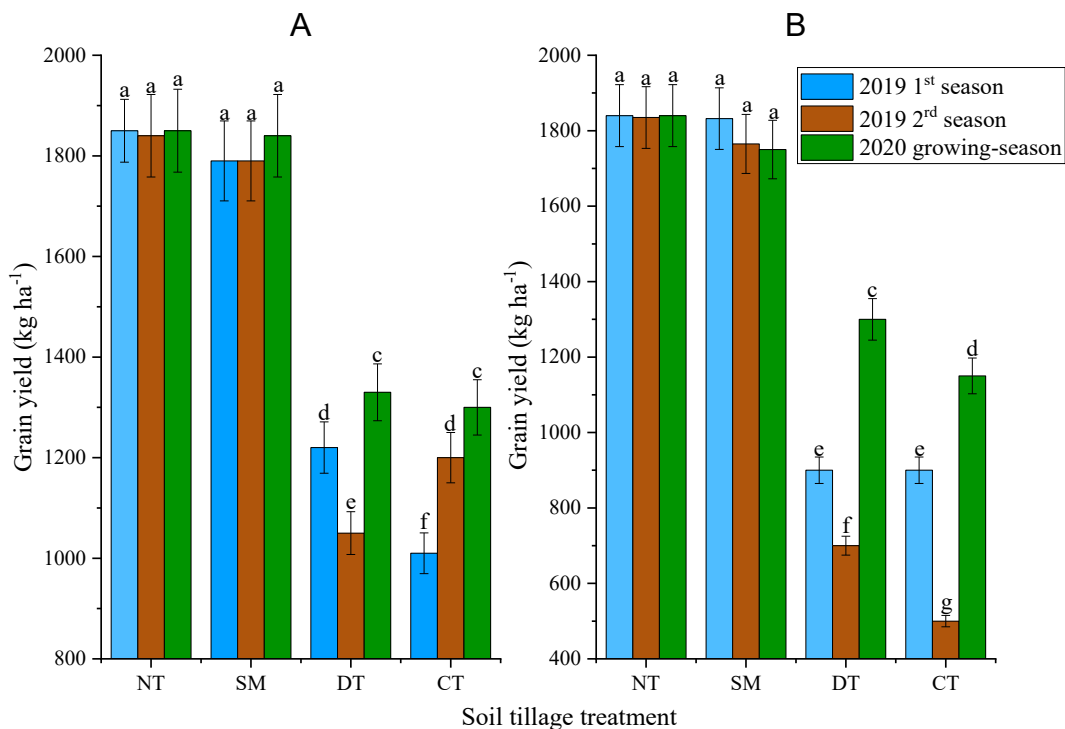 A
B
2000
1800
1600
1400
1200
1000
800
Grain yield (kg ha⁻¹)
a a a a a a d e c f d c
NT SM DT CT
2000
1800
1600
1400
1200
1000
800
600
400
Grain yield (kg ha⁻¹)
a a a a a a e f c e g d
NT SM DT CT
2019 1ˢᵗ season
2019 2ʳᵈ season
2020 growing-season
Soil tillage treatment